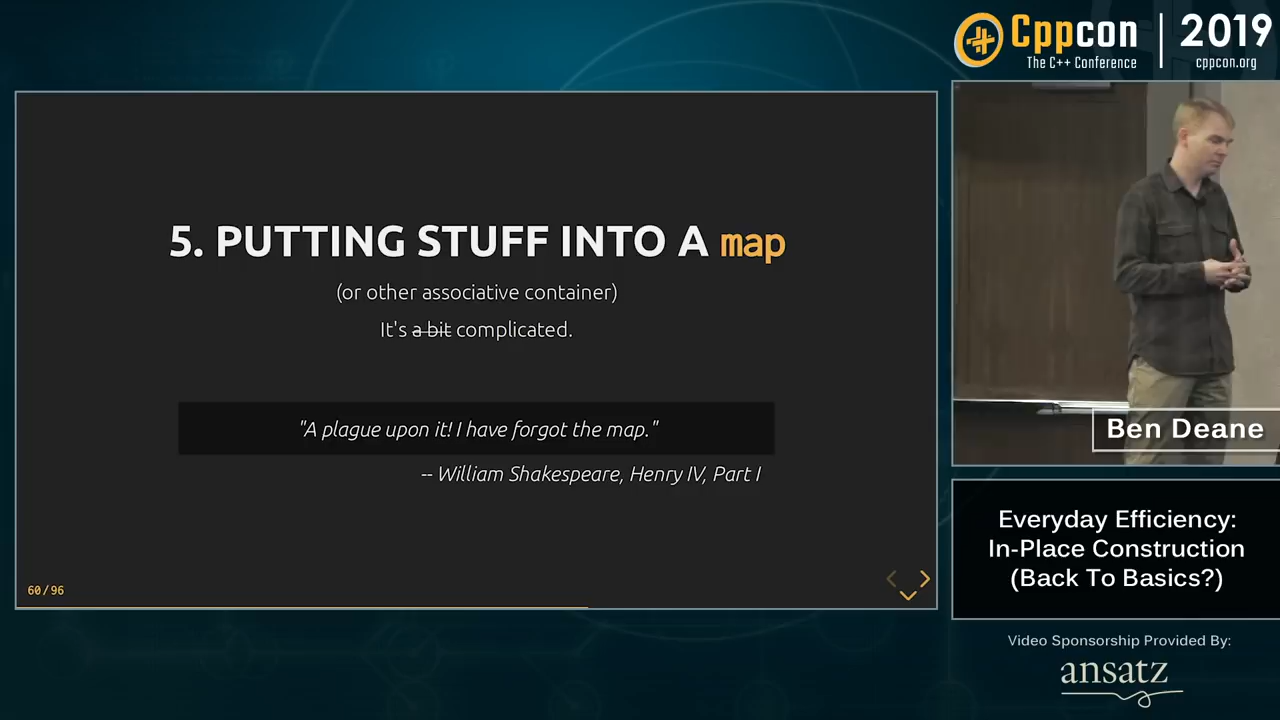 Cppcon
The C++ Conference
2019
cppcon.org
5. PUTTING STUFF INTO A map
(or other associative container)
It's a bit complicated.
"A plague upon it! I have forgot the map."
-- William Shakespeare, Henry IV, Part I
60/96
Ben Deane
Everyday Efficiency:
In-Place Construction
(Back To Basics?)
Video Sponsorship Provided By:
ansatz